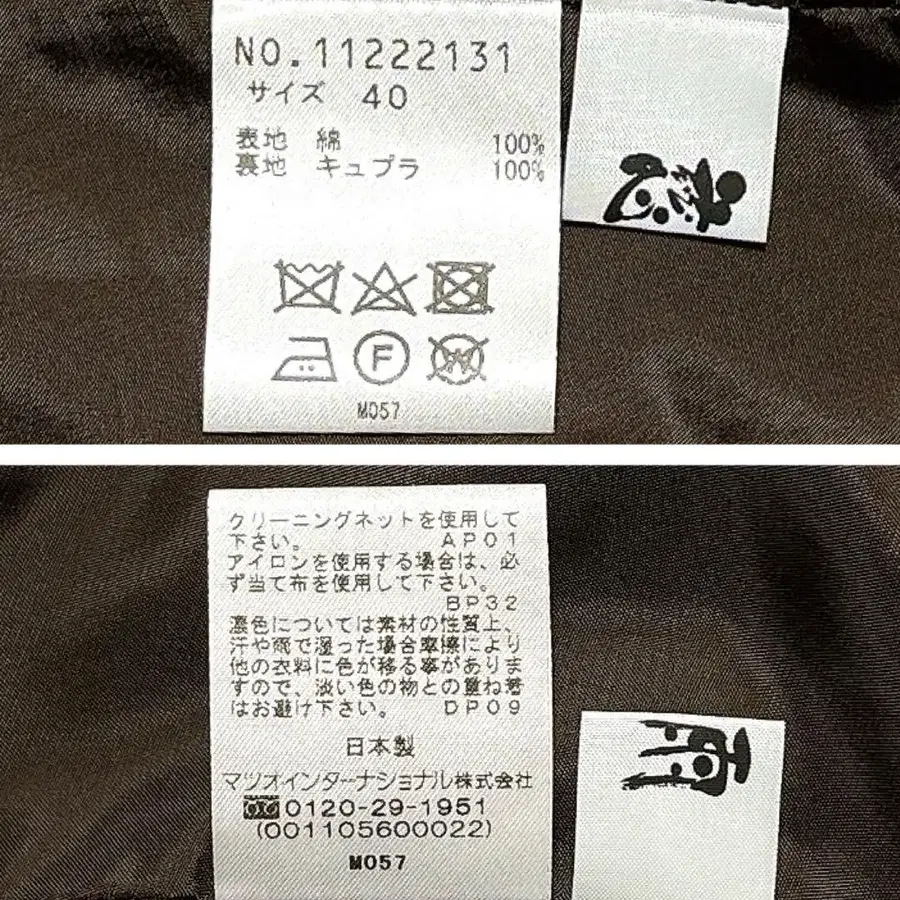 NO.11222131
サイズ 40
表地 綿 100%
裏地 キュプラ 100%
F
W
M057
クリーニングネットを使用して
下さい。 AP01
アイロンを使用する場合は、必
ず当て布を使用して下さい。
BP32
濃色については素材の性質上、
汗や雨で湿った場合摩擦により
他の衣料に色が移る事がありま
すので、淡い色の物との重ね着
はお避け下さい。 DP09
日本製
マツオインターナショナル株式会社
0120-29-1951
(001105600022)
M057